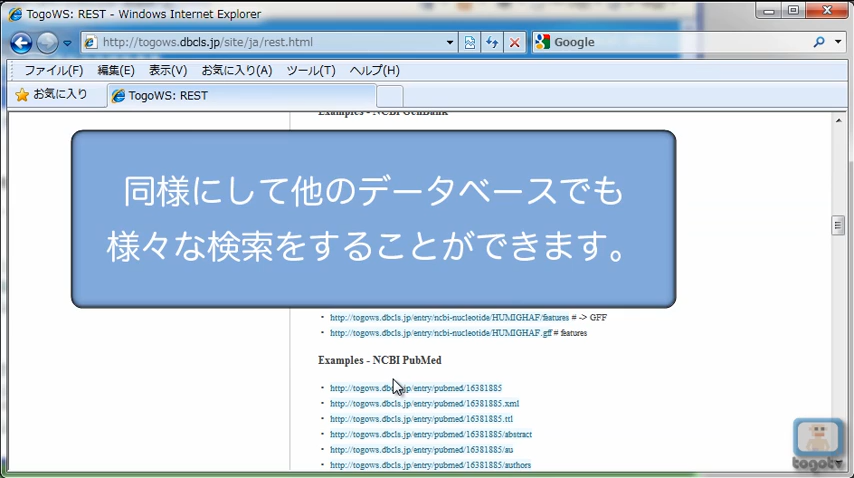 TogoWS: REST - Windows Internet Explorer
http://togows.dbcls.jp/site/ja/rest.html
Google
ファイル(F) 編集(E) 表示(V) お気に入り(A) ツール(T) ヘルプ(H)
お気に入り TogoWS: REST
Examples - NCBI GenBank
同様にして他のデータベースでも
様々な検索をすることができます。
• http://togows.dbcls.jp/entry/ncbi-nucleotide/HUMIGHAF/features # -> GFF
• http://togows.dbcls.jp/entry/ncbi-nucleotide/HUMIGHAF.gff # features
Examples - NCBI PubMed
• http://togows.dbcls.jp/entry/pubmed/16381885
• http://togows.dbcls.jp/entry/pubmed/16381885.xml
• http://togows.dbcls.jp/entry/pubmed/16381885.ttl
• http://togows.dbcls.jp/entry/pubmed/16381885/abstract
• http://togows.dbcls.jp/entry/pubmed/16381885/au
• http://togows.dbcls.jp/entry/pubmed/16381885/authors
togotv